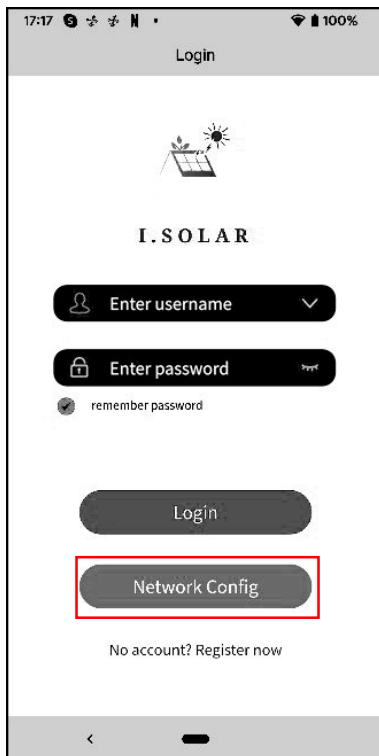 17:17 100%
Login
I.SOLAR
Enter username
Enter password
remember password
Login
Network Config
No account? Register now